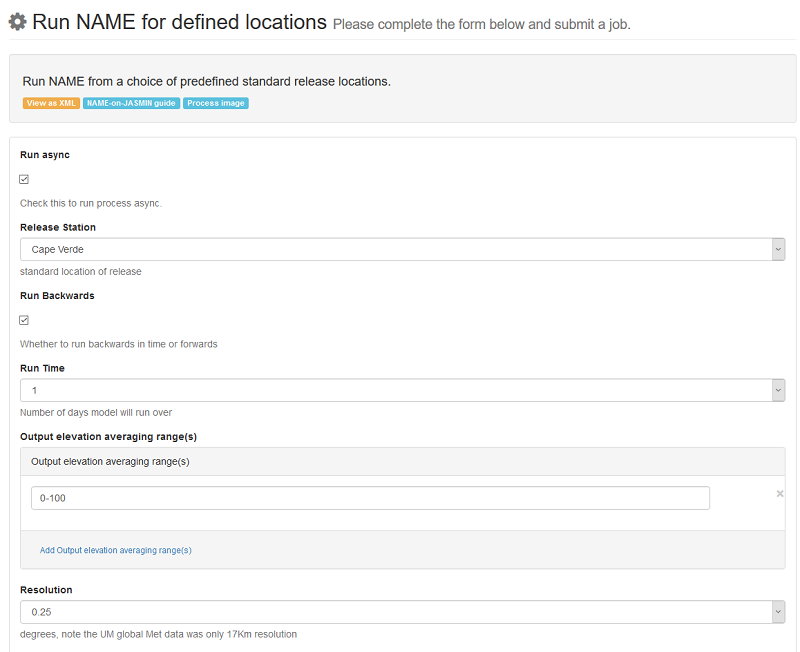 Run NAME for defined locations Please complete the form below and submit a job.
Run NAME from a choice of predefined standard release locations.
View as XML NAME-on-JASMIN guide Process image
Run async
Check this to run process async.
Release Station
Cape Verde
standard location of release
Run Backwards
Whether to run backwards in time or forwards
Run Time
1
Number of days model will run over
Output elevation averaging range(s)
Output elevation averaging range(s)
0-100
×
Add Output elevation averaging range(s)
Resolution
0.25
degrees, note the UM global Met data was only 17Km resolution